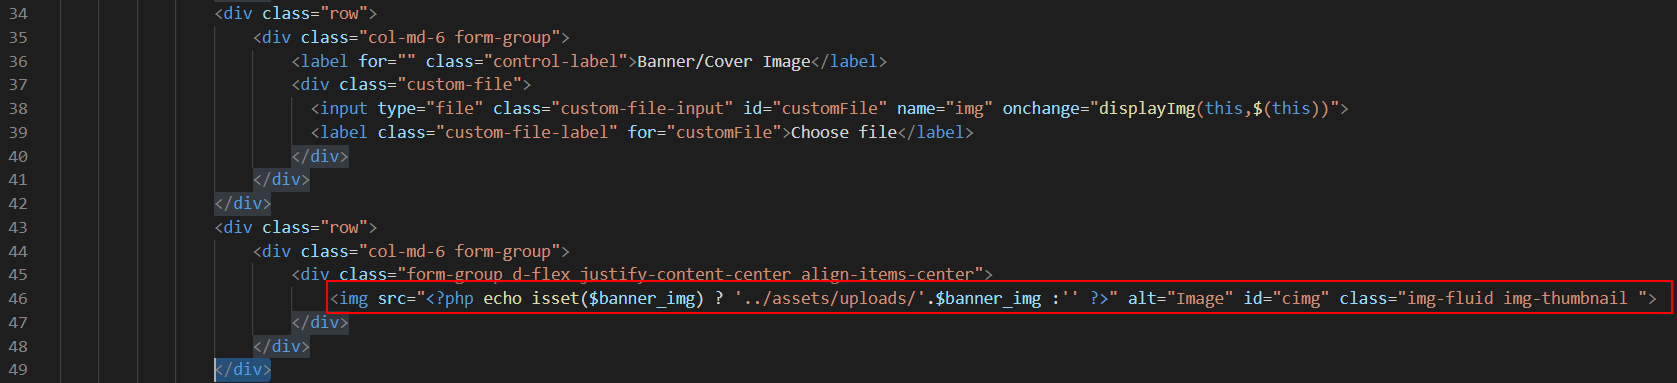 34 <div class="row">
35 <div class="col-md-6 form-group">
36 <label for="" class="control-label">Banner/Cover Image</label>
37 <div class="custom-file">
38 <input type="file" class="custom-file-input" id="customFile" name="img" onchange="displayImg(this,$(this))">
39 <label class="custom-file-label" for="customFile">Choose file</label>
40 </div>
41 </div>
42 </div>
43 <div class="row">
44 <div class="col-md-6 form-group">
45 <div class="form-group d-flex justify-content-center align-items-center">
46 <img src="<?php echo isset($banner_img) ? '../assets/uploads/'.$banner_img :'' ?>" alt="Image" id="cimg" class="img-fluid img-thumbnail ">
47 </div>
48 </div>
49 </div>